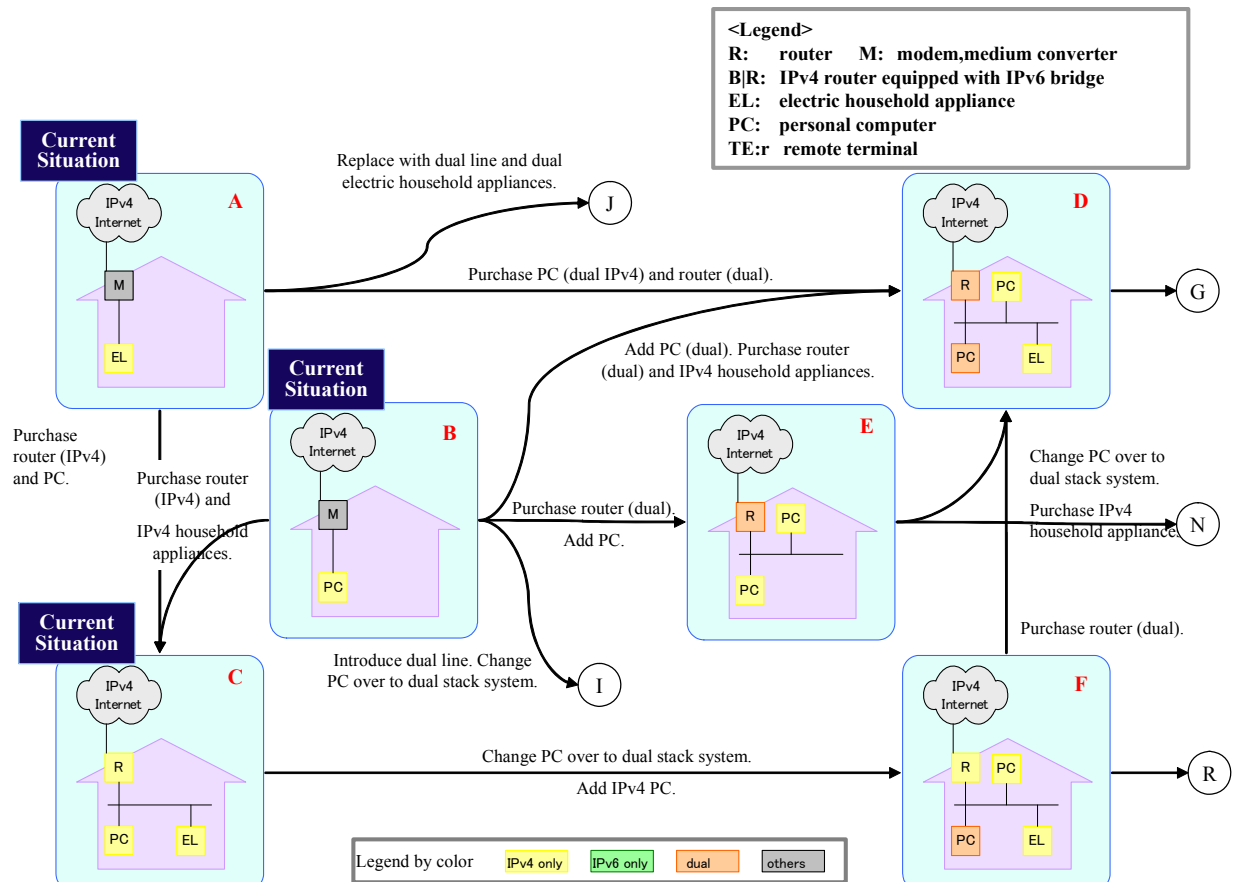 <Legend>
R: router M: modem,medium converter
B|R: IPv4 router equipped with IPv6 bridge
EL: electric household appliance
PC: personal computer
TE:r remote terminal
Current
Situation
A
IPv4
Internet
M
EL
Replace with dual line and dual
electric household appliances.
J
Purchase PC (dual IPv4) and router (dual).
D
IPv4
Internet
R
PC
PC
EL
G
Add PC (dual). Purchase router
(dual) and IPv4 household appliances.
Current
Situation
B
IPv4
Internet
M
PC
Purchase
router (IPv4)
and PC.
Purchase router
(IPv4) and
IPv4 household
appliances.
Purchase router (dual).
Add PC.
E
IPv4
Internet
R
PC
PC
Change PC over to
dual stack system.
Purchase IPv4
household appliances
N
Purchase router (dual).
Introduce dual line. Change
PC over to dual stack system.
I
Current
Situation
C
IPv4
Internet
R
PC
EL
Change PC over to dual stack system.
Add IPv4 PC.
F
IPv4
Internet
R
PC
PC
EL
R
Legend by color
IPv4 only
IPv6 only
dual
others